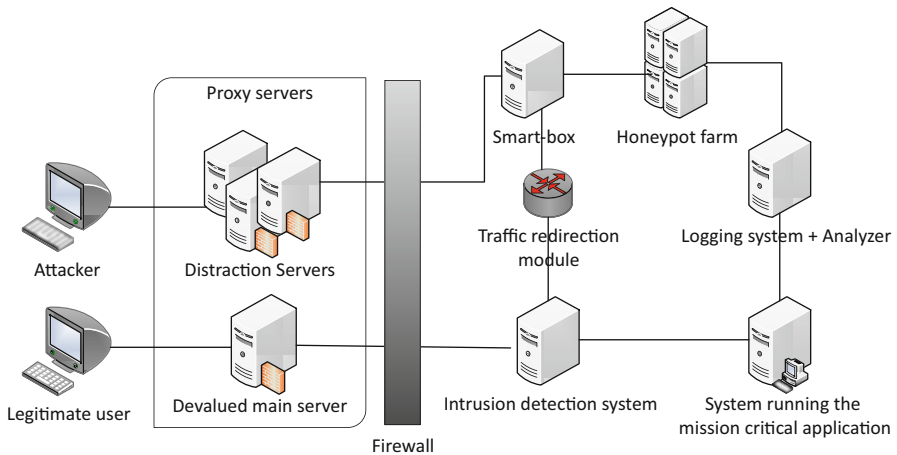 Proxy servers
Smart-box
Honeypot farm
Attacker
Distraction Servers
Traffic redirection
module
Logging system + Analyzer
Legitimate user
Devalued main server
Firewall
Intrusion detection system
System running the
mission critical application